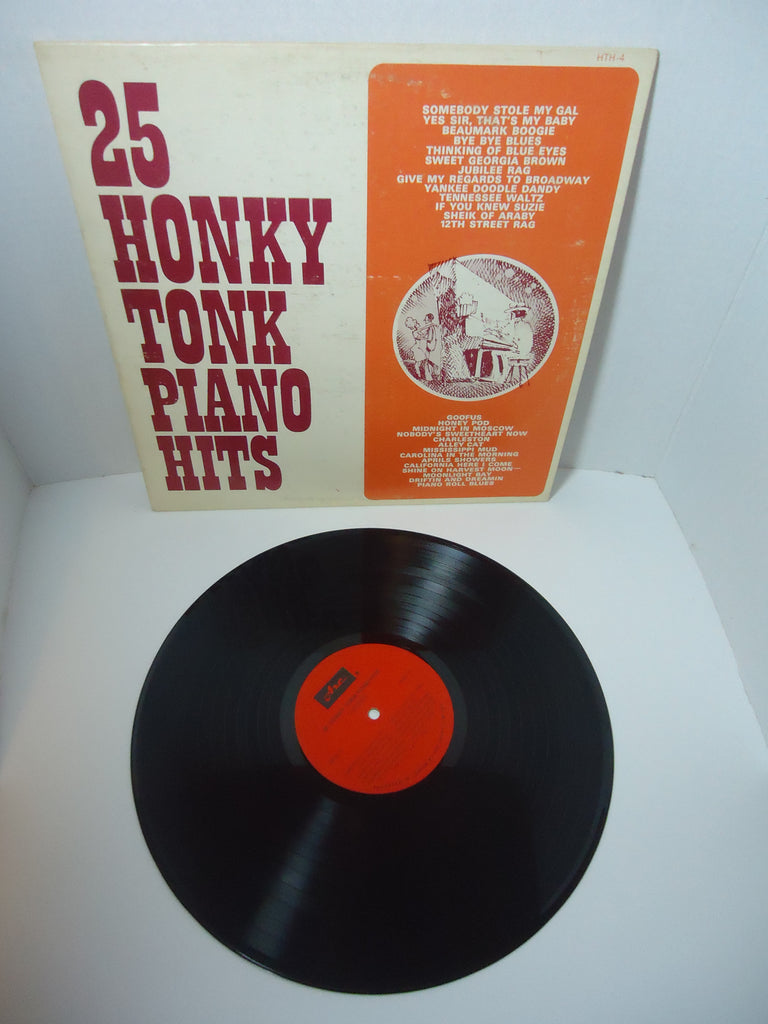 25
HONKY
TONK
PIANO
HITS
HTH-4
SOMEBODY STOLE MY GAL
YES SIR, THAT'S MY BABY
BEAUMARK BOOGIE
BYE BYE BLUES
THINKING OF BLUE EYES
SWEET GEORGIA BROWN
JUBILEE RAG
GIVE MY REGARDS TO BROADWAY
YANKEE DOODLE DANDY
TENNESSEE WALTZ
IF YOU KNEW SUZIE
SHEIK OF ARABY
12TH STREET RAG
GOOFUS
HONEY POD
MIDNIGHT IN MOSCOW
NOBODY'S SWEETHEART NOW
CHARLESTON
ALLEY CAT
MISSISSIPPI MUD
CAROLINA IN THE MORNING
APRILS SHOWERS
CALIFORNIA HERE I COME
SHINE ON HARVEST MOON—
MOONLIGHT BAY
DRIFTIN AND DREAMIN
PIANO ROLL BLUES
Arc